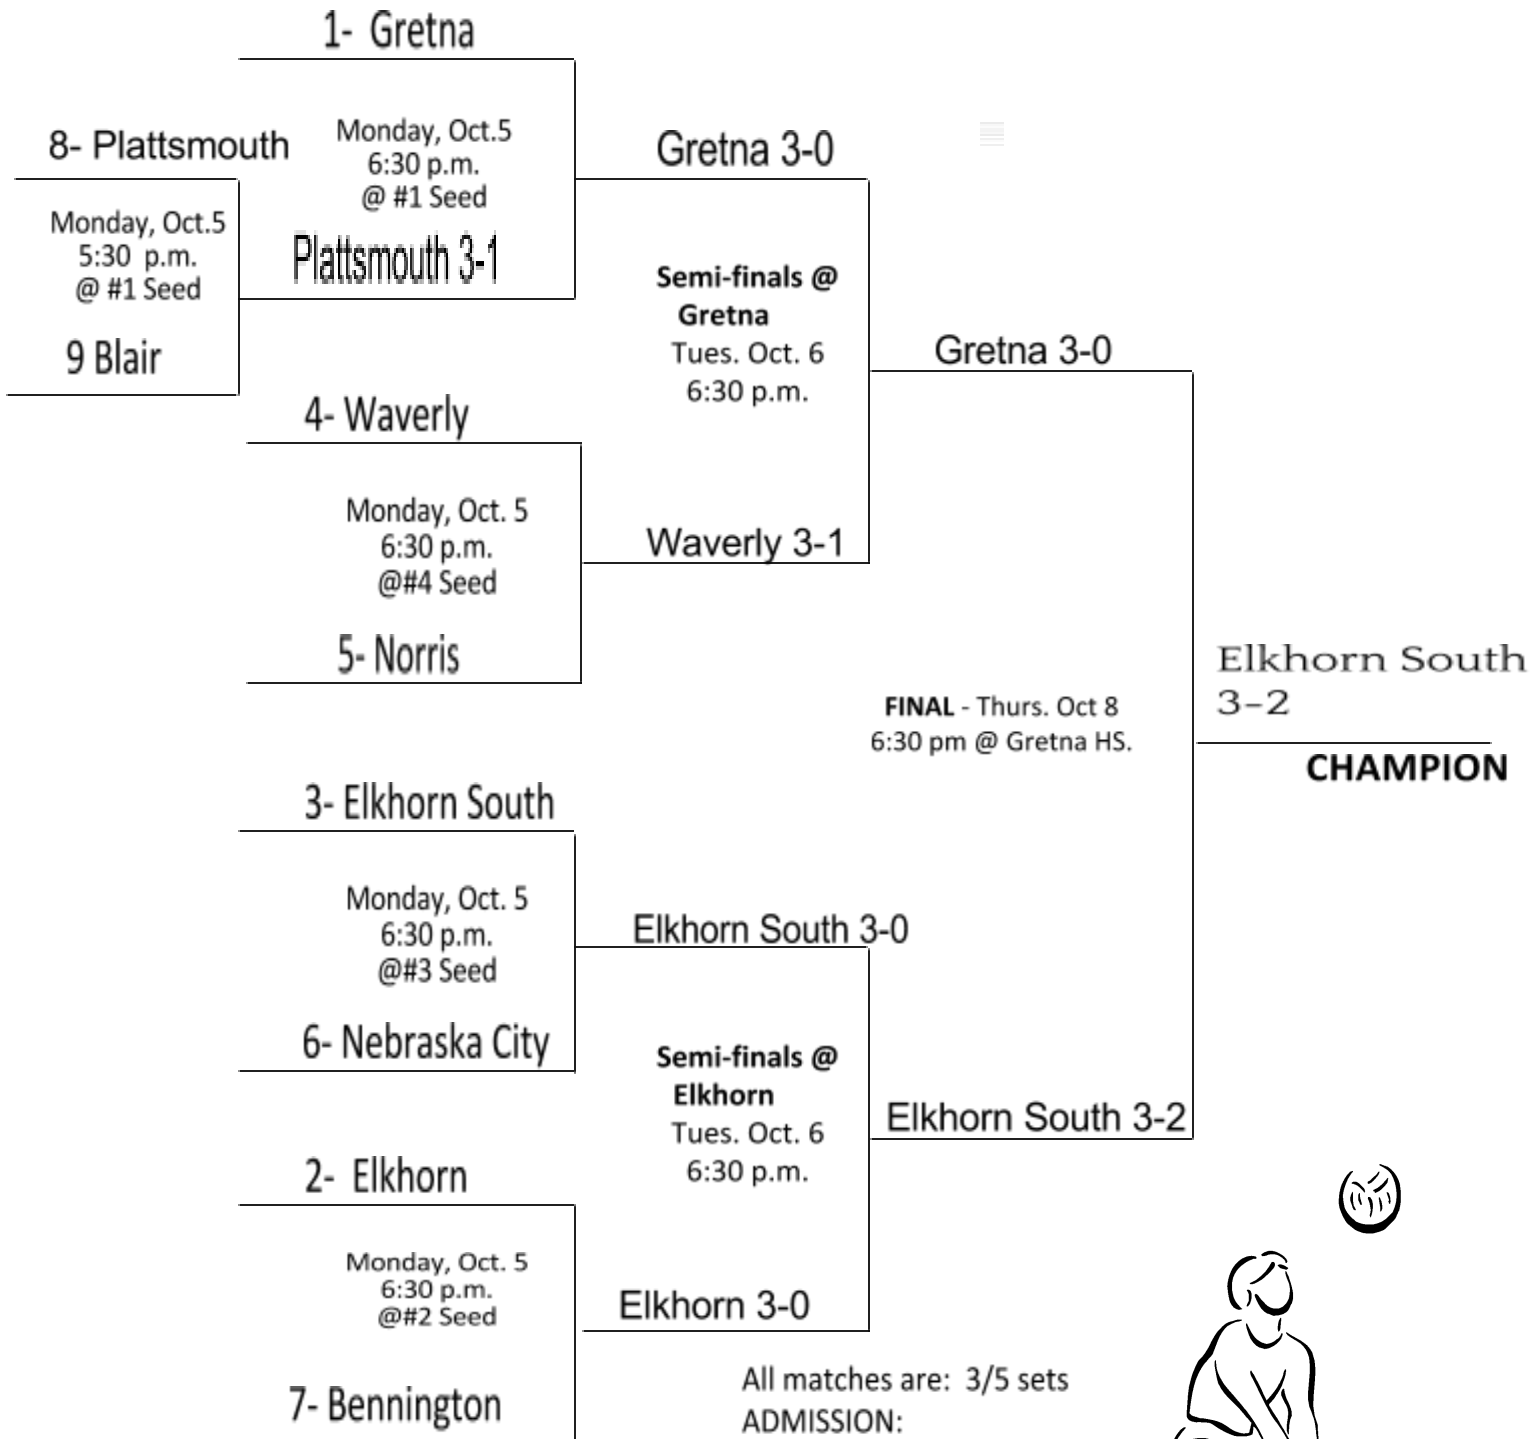 1- Gretna
8- Plattsmouth
Monday, Oct.5
6:30 p.m.
@ #1 Seed
Gretna 3-0
Monday, Oct.5
5:30 p.m.
@ #1 Seed
Plattsmouth 3-1
9 Blair
Semi-finals @
Gretna
Tues. Oct. 6
6:30 p.m.
Gretna 3-0
4- Waverly
Monday, Oct. 5
6:30 p.m.
@#4 Seed
Waverly 3-1
5- Norris
Elkhorn South
3-2
CHAMPION
FINAL - Thurs. Oct 8
6:30 pm @ Gretna HS.
3- Elkhorn South
Monday, Oct. 5
6:30 p.m.
@#3 Seed
Elkhorn South 3-0
6- Nebraska City
Semi-finals @
Elkhorn
Tues. Oct. 6
6:30 p.m.
Elkhorn South 3-2
2- Elkhorn
Monday, Oct. 5
6:30 p.m.
@#2 Seed
Elkhorn 3-0
7- Bennington
All matches are: 3/5 sets
ADMISSION: